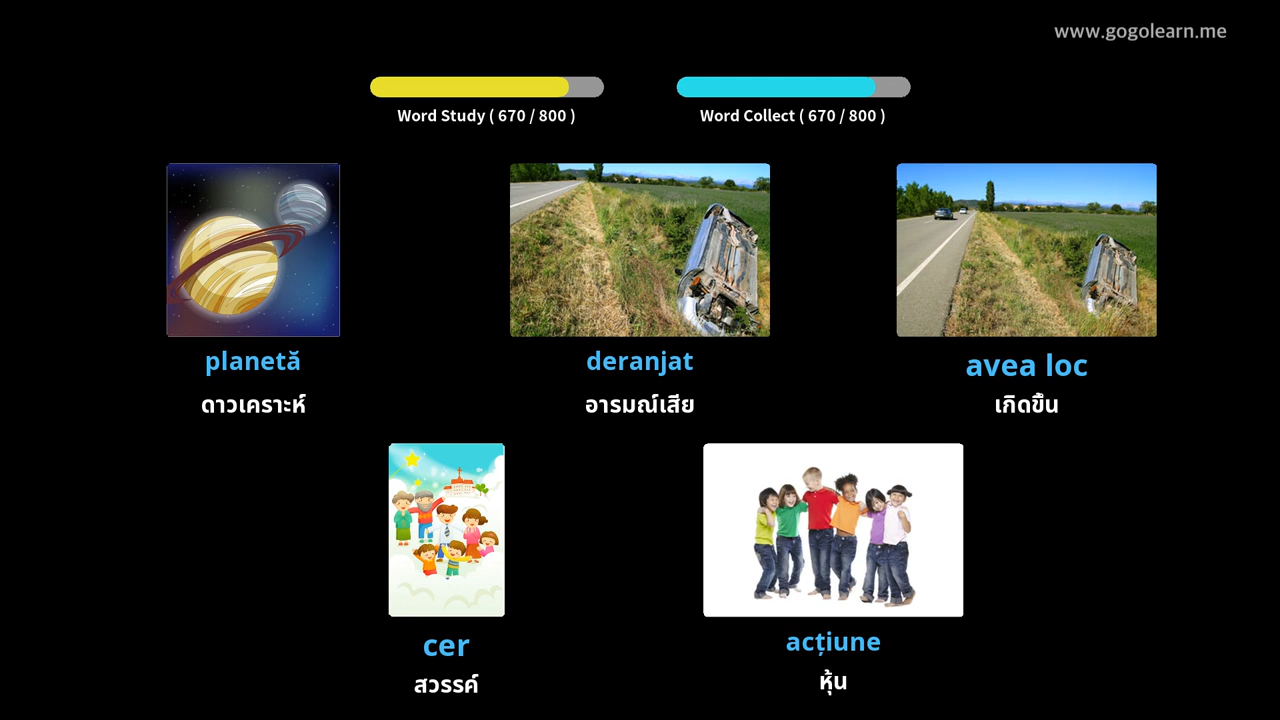 www.gogolearn.me
Word Study ( 670 / 800 )
Word Collect ( 670 / 800 )
planetă
ดาวเคราะห์
deranjat
อารมณ์เสีย
avea loc
เกิดขึ้น
cer
สวรรค์
acțiune
หุ้น